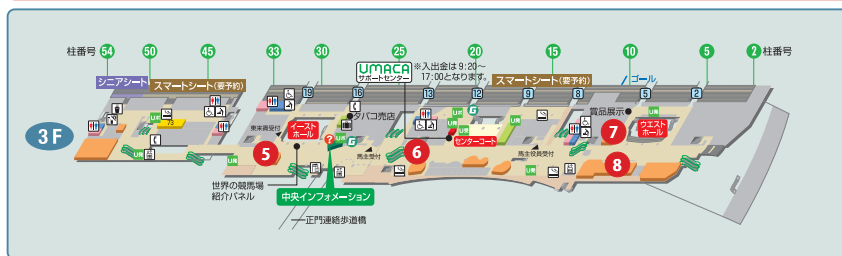 柱番号 54 50 45 33 30 25 20 15 10 5 2 柱番号
シニアシート
スマートシート(要予約)
UMACA
サポートセンター
※入出金は 9:20~
17:00となります。
スマートシート(要予約)
ゴール
19 16 13 12 9 8 5 2
3F
73
タバコ売店
賞品展示
東来賓受付
イースト
ホール
馬主受付
センターコート
馬主役員受付
ウエスト
ホール
5
6
7
8
世界の競馬場
紹介パネル
中央インフォメーション
正門連絡歩道橋